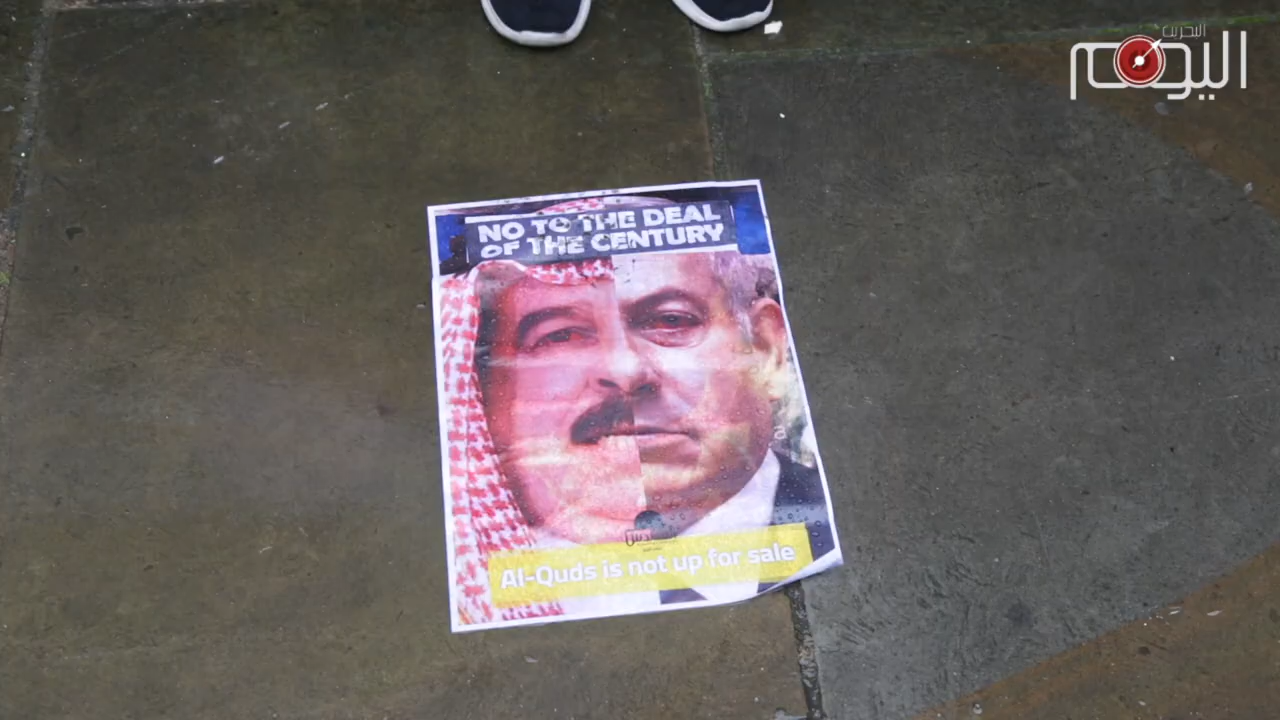 البحرين
اليوم
NO TO THE DEAL
OF THE CENTURY
Al-Quds is not up for sale